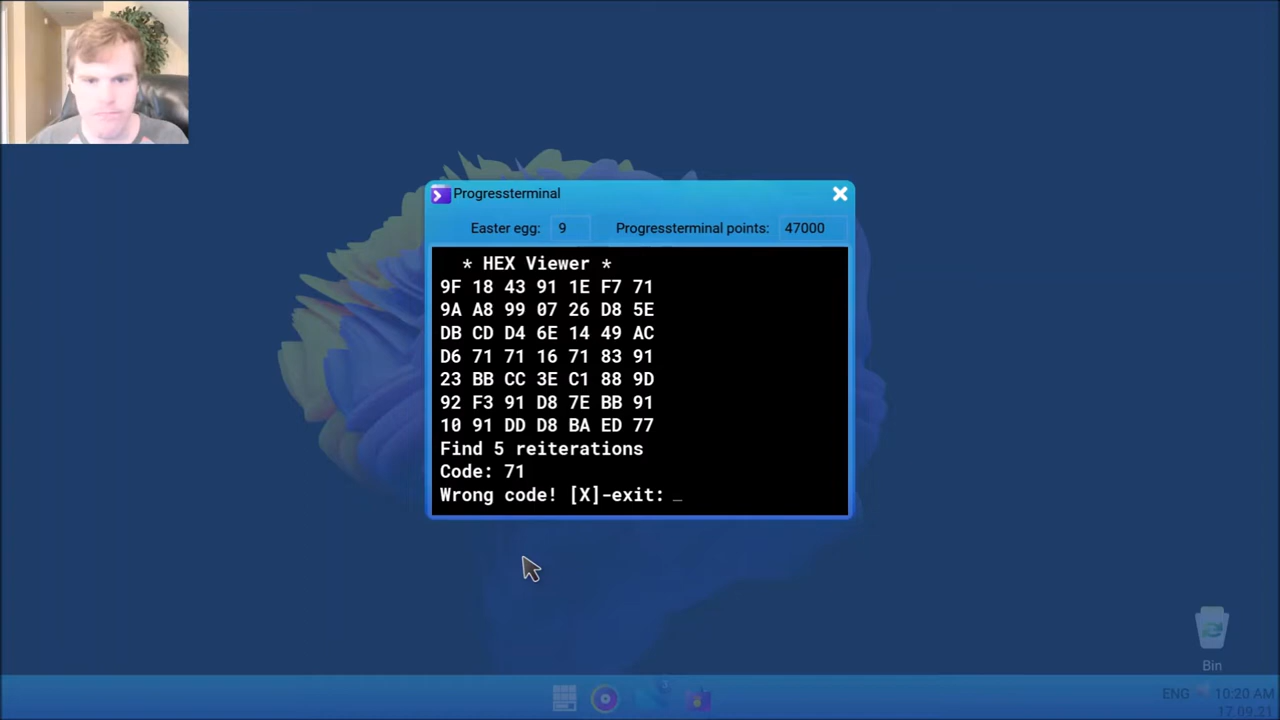 Progressterminal
Easter egg: 9 Progressterminal points: 47000
* HEX Viewer *
9F 18 43 91 1E F7 71
9A A8 99 07 26 D8 5E
DB CD D4 6E 14 49 AC
D6 71 71 16 71 83 91
23 BB CC 3E C1 88 9D
92 F3 91 D8 7E BB 91
10 91 DD D8 BA ED 77
Find 5 reiterations
Code: 71
Wrong code! [X]-exit: _
Bin
ENG 10:20 AM
17.09.21